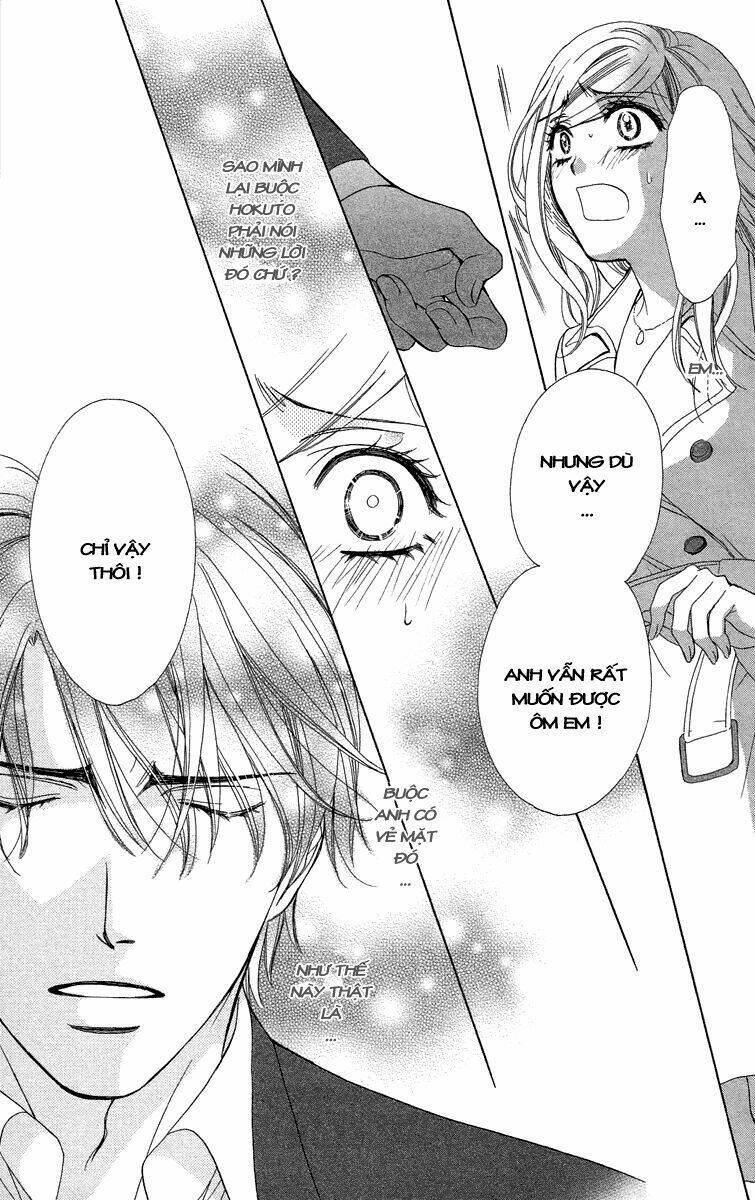 A
...
EM...
NHƯNG DÙ
VẬY
...
ANH VẪN RẤT
MUỐN ĐƯỢC
ÔM EM !
SAO MÌNH
LẠI BUỘC
HOKUTO
PHẢI NÓI
NHỮNG LỜI
ĐÓ CHỨ ?
CHỈ VẬY
THÔI !
BUỘC
ANH CÓ
VẺ MẶT
ĐÓ
...
NHƯ THẾ
NÀY THẬT
LÀ
...